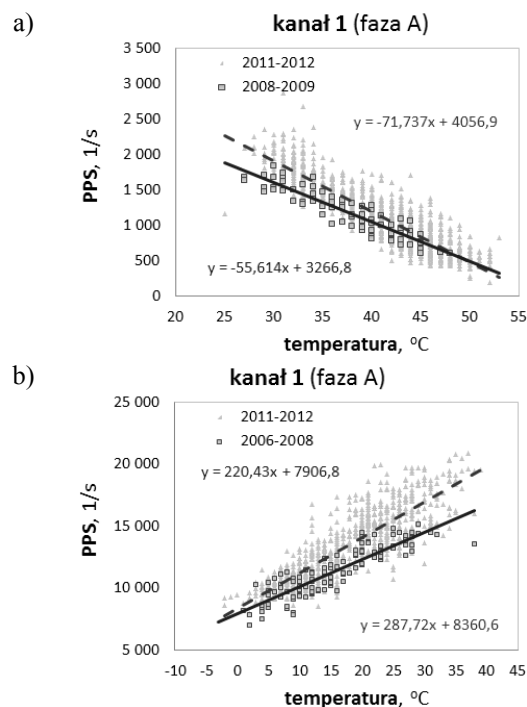 a)
kanał 1 (faza A)
3 500
3 000
2 500
2 000
1 500
1 000
500
0
PPS, 1/s
2011-2012
2008-2009
y = -71,737x + 4056,9
y = -55,614x + 3266,8
20 25 30 35 40 45 50 55
temperatura, ⁰C
b)
kanał 1 (faza A)
25 000
20 000
15 000
10 000
5 000
PPS, 1/s
2011-2012
2006-2008
y = 220,43x + 7906,8
y = 287,72x + 8360,6
-10 -5 0 5 10 15 20 25 30 35 40 45
temperatura, ⁰C